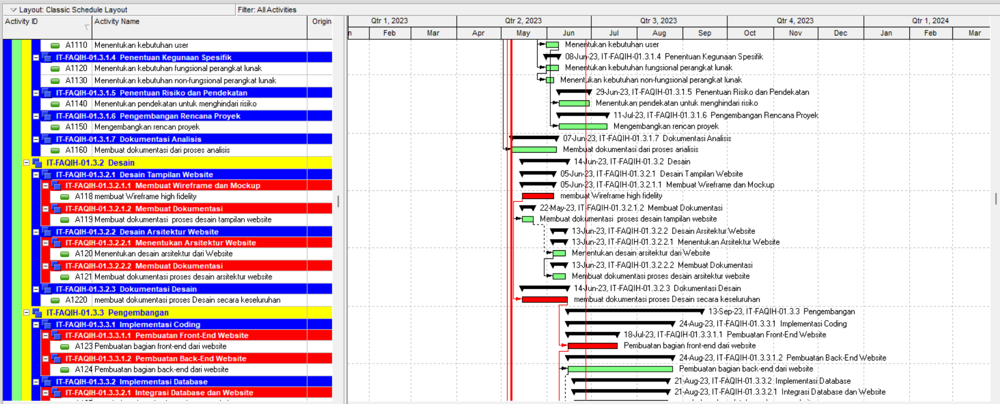 Layout: Classic Schedule Layout
Filter: All Activities
Activity ID
Activity Name
Origin
A1110 Menentukan kebutuhan user
IT-FAQIH-01.3.1.4 Penentuan Kegunaan Spesifik
A1120 Menentukan kebutuhan fungsional perangkat lunak
A1130 Menentukan kebutuhan non-fungsional perangkat lunak
IT-FAQIH-01.3.1.5 Penentuan Risiko dan Pendekatan
A1140 Menentukan pendekatan untuk menghindari risiko
IT-FAQIH-01.3.1.6 Pengembangan Rencana Proyek
A1150 Mengembangkan rencan proyek
IT-FAQIH-01.3.1.7 Dokumentasi Analisis
A1160 Membuat dokumentasi dari proses analisis
IT-FAQIH-01.3.2 Desain
IT-FAQIH-01.3.2.1 Desain Tampilan Website
IT-FAQIH-01.3.2.1.1 Membuat Wireframe dan Mockup
A118 membuat Wireframe high fidelity
IT-FAQIH-01.3.2.1.2 Membuat Dokumentasi
A119 Membuat dokumentasi proses desain tampilan website
IT-FAQIH-01.3.2.2 Desain Arsitektur Website
IT-FAQIH-01.3.2.2.1 Menentukan Arsitektur Website
A120 Menentukan desain arsitektur dari Website
IT-FAQIH-01.3.2.2.2 Membuat Dokumentasi
A121 Membuat dokumentasi proses desain arsitektur website
IT-FAQIH-01.3.2.3 Dokumentasi Desain
A1220 membuat dokumentasi proses Desain secara keseluruhan
IT-FAQIH-01.3.3 Pengembangan
IT-FAQIH-01.3.3.1 Implementasi Coding
IT-FAQIH-01.3.3.1.1 Pembuatan Front-End Website
A123 Pembuatan bagian front-end dari website
IT-FAQIH-01.3.3.1.2 Pembuatan Back-End Website
A124 Pembuatan bagian back-end dari website
IT-FAQIH-01.3.3.2 Implementasi Database
IT-FAQIH-01.3.3.2.1 Integrasi Database dan Website
Qtr 1, 2023 Qtr 2, 2023 Qtr 3, 2023 Qtr 4, 2023 Qtr 1, 2024
n Feb Mar Apr May Jun Jul Aug Sep Oct Nov Dec Jan Feb Mar
Menentukan kebutuhan user
08-Jun-23, IT-FAQIH-01.3.1.4 Penentuan Kegunaan Spesifik
Menentukan kebutuhan fungsional perangkat lunak
Menentukan kebutuhan non-fungsional perangkat lunak
29-Jun-23, IT-FAQIH-01.3.1.5 Penentuan Risiko dan Pendekatan
Menentukan pendekatan untuk menghindari risiko
11-Jul-23, IT-FAQIH-01.3.1.6 Pengembangan Rencana Proyek
Mengembangkan rencan proyek
07-Jun-23, IT-FAQIH-01.3.1.7 Dokumentasi Analisis
Membuat dokumentasi dari proses analisis
14-Jun-23, IT-FAQIH-01.3.2 Desain
05-Jun-23, IT-FAQIH-01.3.2.1 Desain Tampilan Website
05-Jun-23, IT-FAQIH-01.3.2.1.1 Membuat Wireframe dan Mockup
membuat Wireframe high fidelity
22-May-23, IT-FAQIH-01.3.2.1.2 Membuat Dokumentasi
Membuat dokumentasi proses desain tampilan website
13-Jun-23, IT-FAQIH-01.3.2.2 Desain Arsitektur Website
13-Jun-23, IT-FAQIH-01.3.2.2.1 Menentukan Arsitektur Website
Menentukan desain arsitektur dari Website
13-Jun-23, IT-FAQIH-01.3.2.2.2 Membuat Dokumentasi
Membuat dokumentasi proses desain arsitektur website
14-Jun-23, IT-FAQIH-01.3.2.3 Dokumentasi Desain
membuat dokumentasi proses Desain secara keseluruhan
13-Sep-23, IT-FAQIH-01.3.3 Pengembangan
24-Aug-23, IT-FAQIH-01.3.3.1 Implementasi Coding
18-Jul-23, IT-FAQIH-01.3.3.1.1 Pembuatan Front-End Website
Pembuatan bagian front-end dari website
24-Aug-23, IT-FAQIH-01.3.3.1.2 Pembuatan Back-End Website
Pembuatan bagian back-end dari website
21-Aug-23, IT-FAQIH-01.3.3.2 Implementasi Database
21-Aug-23, IT-FAQIH-01.3.3.2.1 Integrasi Database dan Website